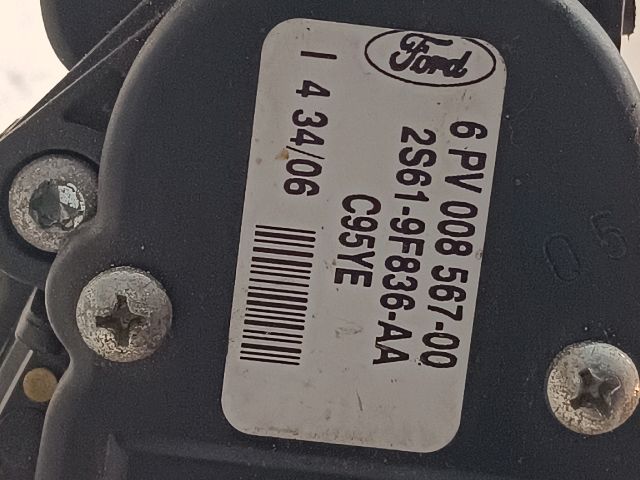 Ford
6 PV 008 567-00
2S61-9F836-AA
C95YE
I 4 34/06